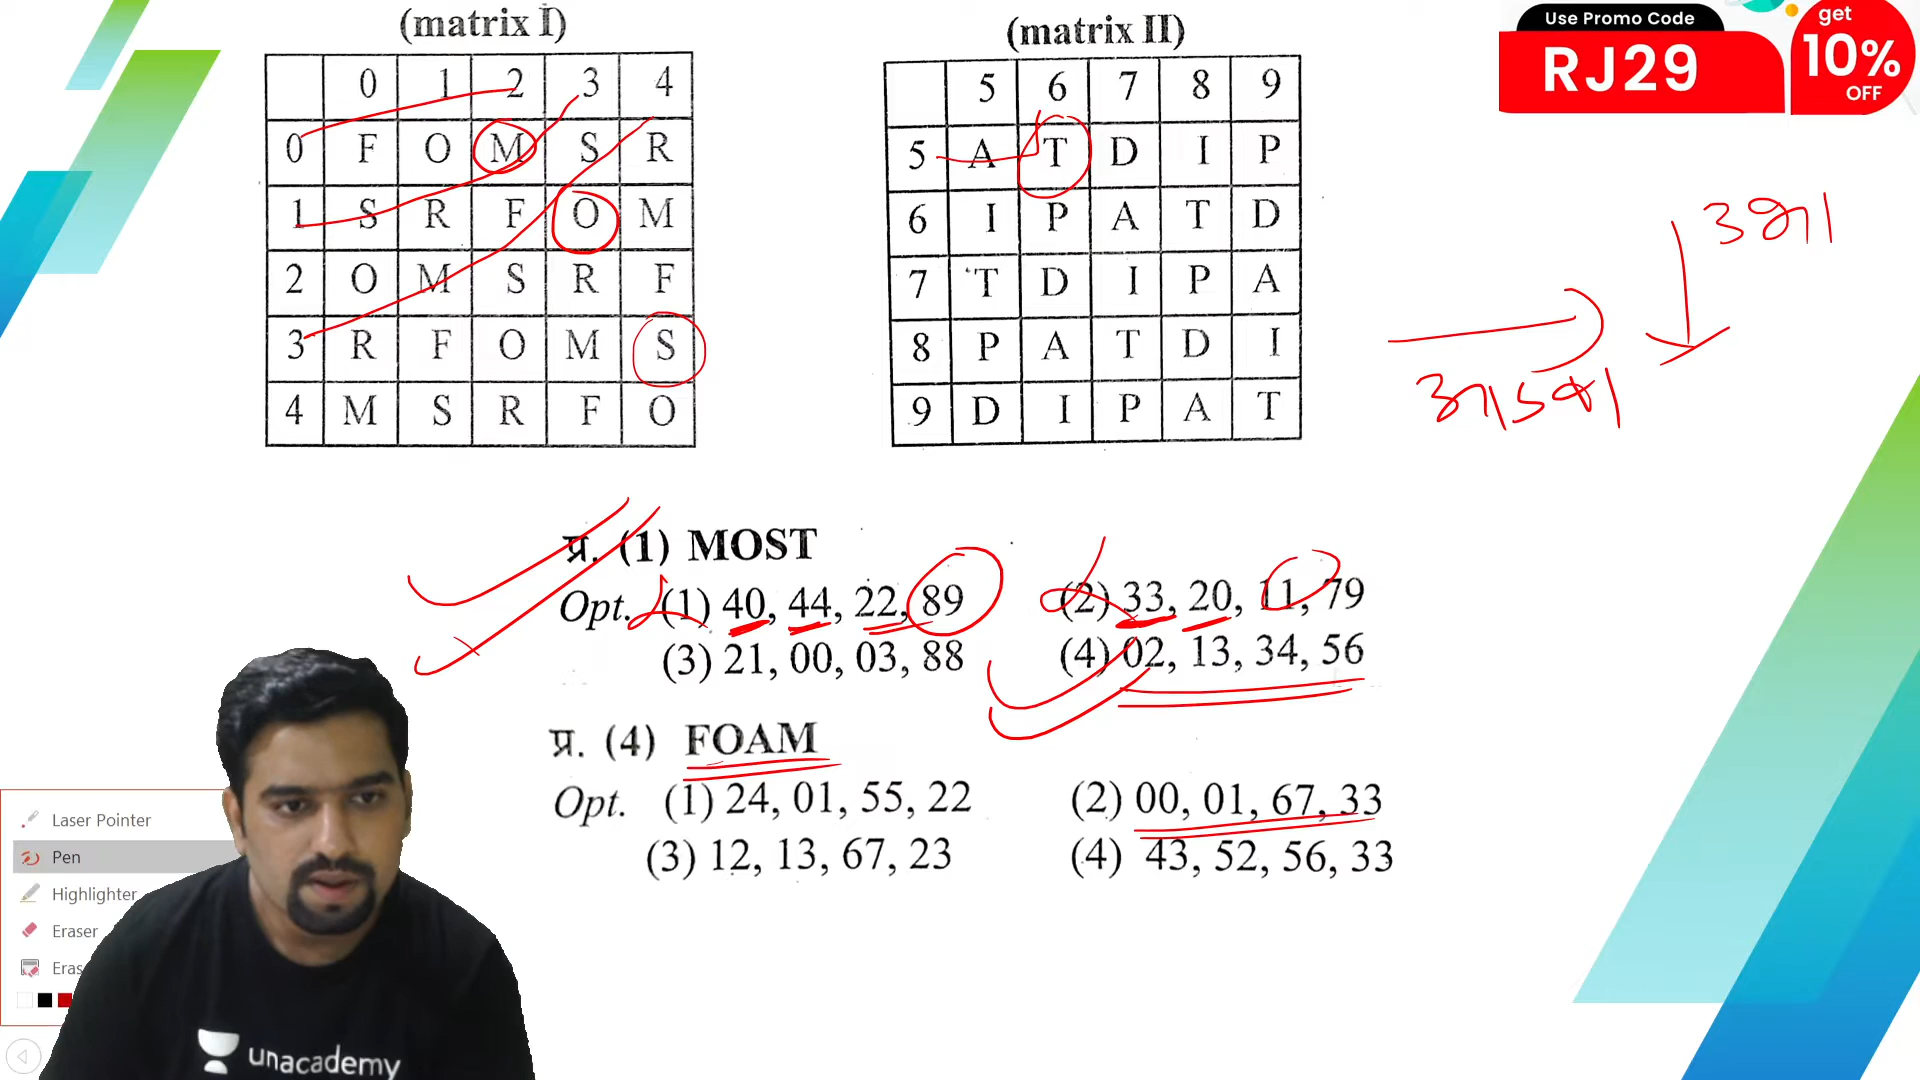 (matrix I)
0 1 2 3 4
0 F O M S R
1 S R F O M
2 O M S R F
3 R F O M S
4 M S R F O
(matrix II)
5 6 7 8 9
5 A T D I P
6 I P A T D
7 T D I P A
8 P A T D I
9 D I P A T
Use Promo Code
RJ29
get
10%
OFF
प्र. (1) MOST
Opt. (1) 40, 44, 22, 89 (2) 33, 20, 11, 79
(3) 21, 00, 03, 88 (4) 02, 13, 34, 56
प्र. (4) FOAM
Opt. (1) 24, 01, 55, 22 (2) 00, 01, 67, 33
(3) 12, 13, 67, 23 (4) 43, 52, 56, 33
Laser Pointer
Pen
Highlighter
Eraser
Eras
unacademy